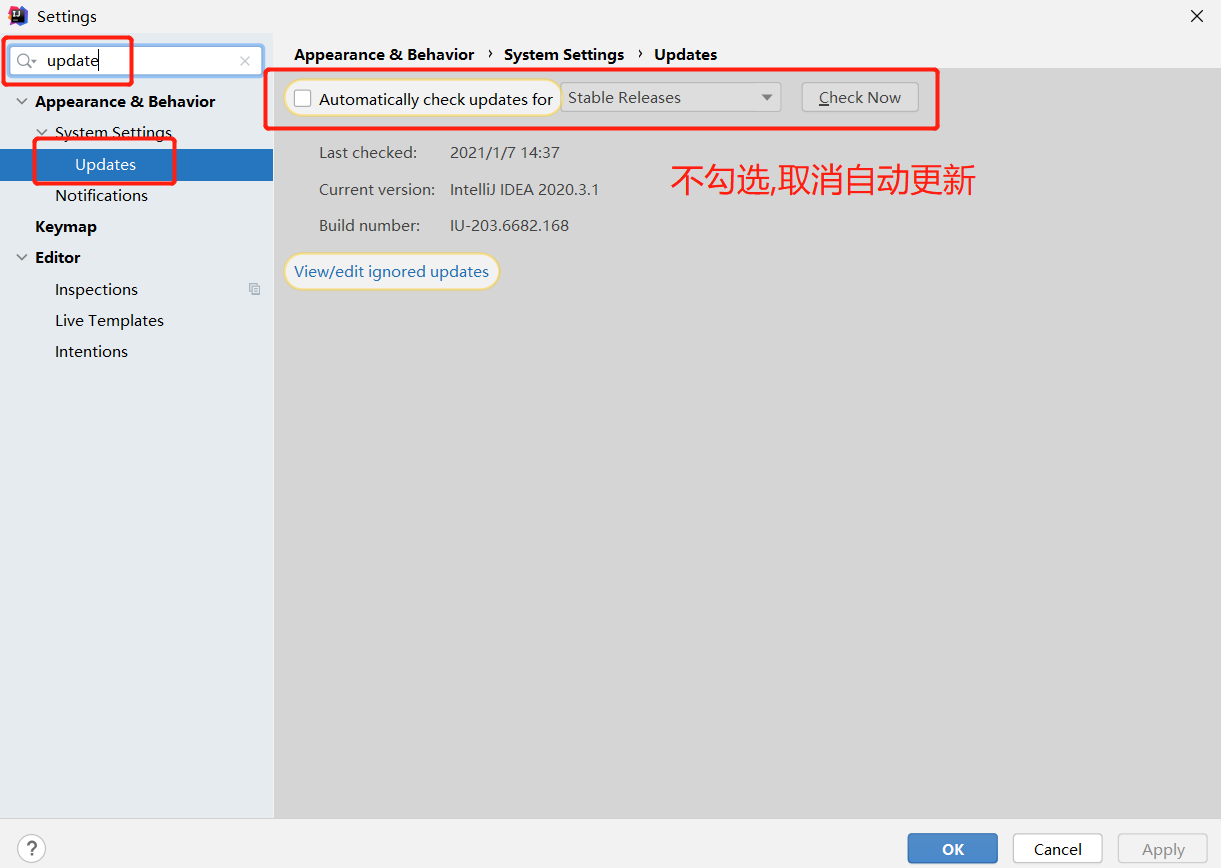 Settings
update
Appearance & Behavior › System Settings › Updates
Appearance & Behavior
System Settings
Updates
Notifications
Keymap
Editor
Inspections
Live Templates
Intentions
Automatically check updates for Stable Releases Check Now
Last checked: 2021/1/7 14:37
不勾选,取消自动更新
Current version: IntelliJ IDEA 2020.3.1
Build number: IU-203.6682.168
View/edit ignored updates
?
OK Cancel Apply